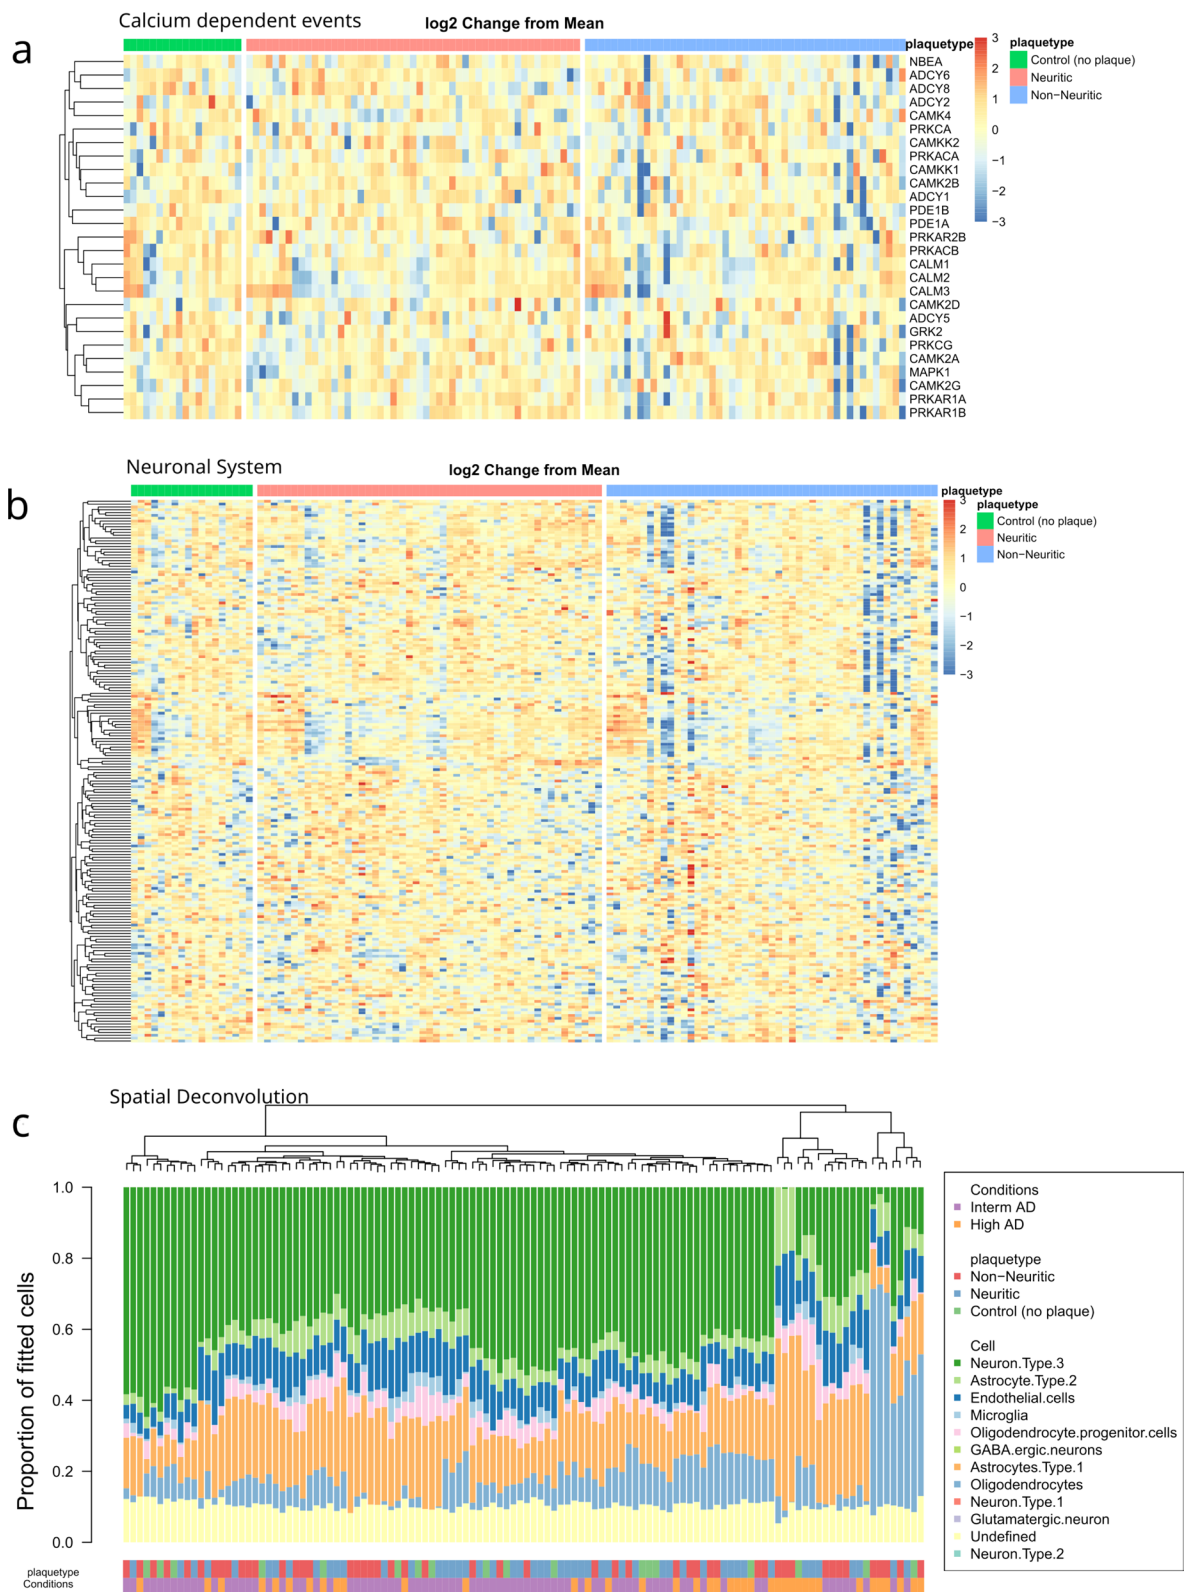 a
Calcium dependent events
log2 Change from Mean
plaquetype
NBEA
ADCY6
ADCY8
ADCY2
CAMK4
PRKCA
CAMKK2
PRKACA
CAMKK1
CAMK2B
ADCY1
PDE1B
PDE1A
PRKAR2B
PRKACB
CALM1
CALM2
CALM3
CAMK2D
ADCY5
GRK2
PRKCG
CAMK2A
MAPK1
CAMK2G
PRKAR1A
PRKAR1B
3
2
1
0
−1
−2
−3
plaquetype
Control (no plaque)
Neuritic
Non−Neuritic
b
Neuronal System
log2 Change from Mean
plaquetype
3
2
1
0
−1
−2
−3
plaquetype
Control (no plaque)
Neuritic
Non−Neuritic
c
Spatial Deconvolution
Proportion of fitted cells
1.0
0.8
0.6
0.4
0.2
0.0
plaquetype
Conditions
Conditions
Interm AD
High AD
plaquetype
Non−Neuritic
Neuritic
Control (no plaque)
Cell
Neuron.Type.3
Astrocyte.Type.2
Endothelial.cells
Microglia
Oligodendrocyte.progenitor.cells
GABA.ergic.neurons
Astrocytes.Type.1
Oligodendrocytes
Neuron.Type.1
Glutamatergic.neuron
Undefined
Neuron.Type.2